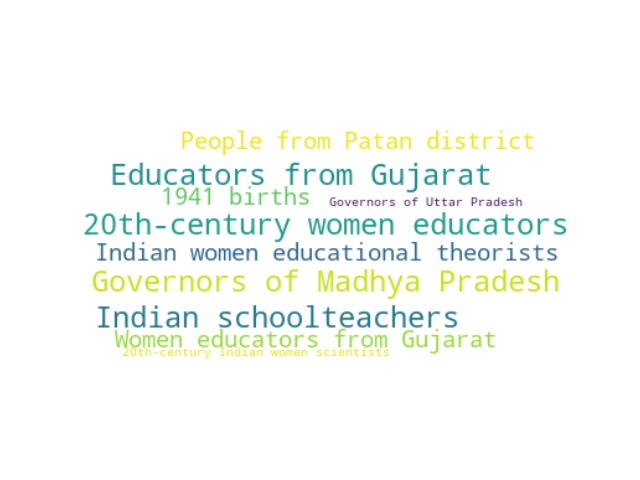 People from Patan district
Educators from Gujarat
1941 births
Governors of Uttar Pradesh
20th-century women educators
Indian women educational theorists
Governors of Madhya Pradesh
Indian schoolteachers
Women educators from Gujarat
20th-century Indian women scientists